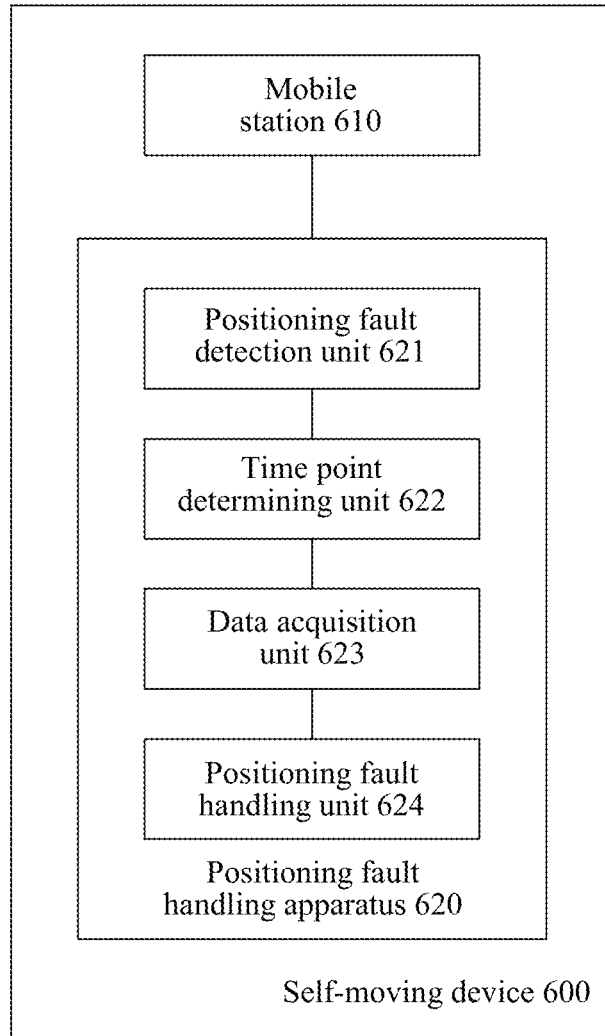 Mobile
station 610
Positioning fault
detection unit 621
Time point
determining unit 622
Data acquisition
unit 623
Positioning fault
handling unit 624
Positioning fault
handling apparatus 620
Self-moving device 600